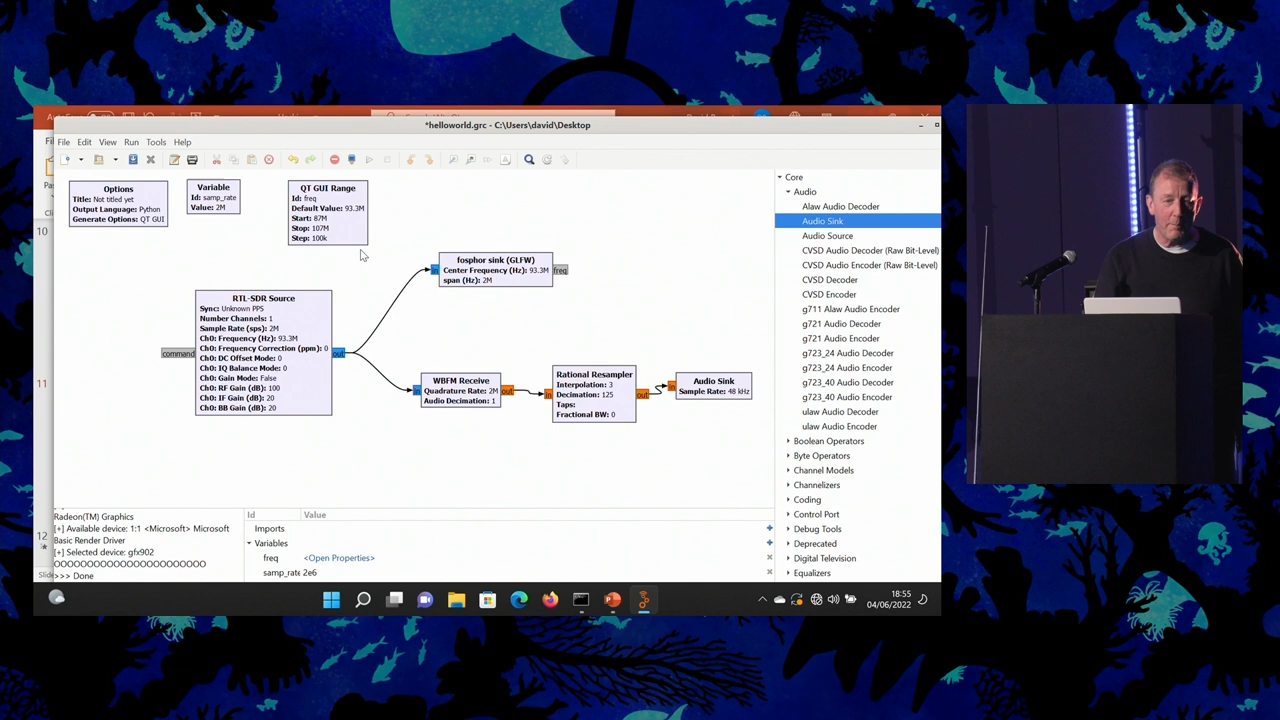 *helloworld.grc - C:\Users\david\Desktop
File Edit View Run Tools Help
Options
Title: Not titled yet
Output Language: Python
Generate Options: QT GUI
Variable
Id: samp_rate
Value: 2M
QT GUI Range
Id: freq
Default Value: 93.3M
Start: 87M
Stop: 107M
Step: 100k
fosphor sink (GLFW)
in
Center Frequency (Hz): 93.3M
span (Hz): 2M
freq
RTL-SDR Source
Sync: Unknown PPS
Number Channels: 1
Sample Rate (sps): 2M
Ch0: Frequency (Hz): 93.3M
Ch0: Frequency Correction (ppm): 0
Ch0: DC Offset Mode: 0
Ch0: IQ Balance Mode: 0
Ch0: Gain Mode: False
Ch0: RF Gain (dB): 100
Ch0: IF Gain (dB): 20
Ch0: BB Gain (dB): 20
command
out
WBFM Receive
in
Quadrature Rate: 2M
Audio Decimation: 1
out
Rational Resampler
in
Interpolation: 3
Decimation: 125
Taps:
Fractional BW: 0
out
Audio Sink
in
Sample Rate: 48 kHz
Core
Audio
Alaw Audio Decoder
Audio Sink
Audio Source
CVSD Audio Decoder (Raw Bit-Level)
CVSD Audio Encoder (Raw Bit-Level)
CVSD Decoder
CVSD Encoder
g711 Alaw Audio Encoder
g721 Audio Decoder
g721 Audio Encoder
g723_24 Audio Decoder
g723_24 Audio Encoder
g723_40 Audio Decoder
g723_40 Audio Encoder
ulaw Audio Decoder
ulaw Audio Encoder
Boolean Operators
Byte Operators
Channel Models
Channelizers
Coding
Control Port
Debug Tools
Deprecated
Digital Television
Equalizers
10
11
12
Radeon(TM) Graphics
[+] Available device: 1:1 <Microsoft> Microsoft
Basic Render Driver
[+] Selected device: gfx902
OOOOOOOOOOOOOOOOOOOOOOO
>>> Done
Id Value
Imports
Variables
freq <Open Properties>
samp_rate 2e6
18:55
04/06/2022